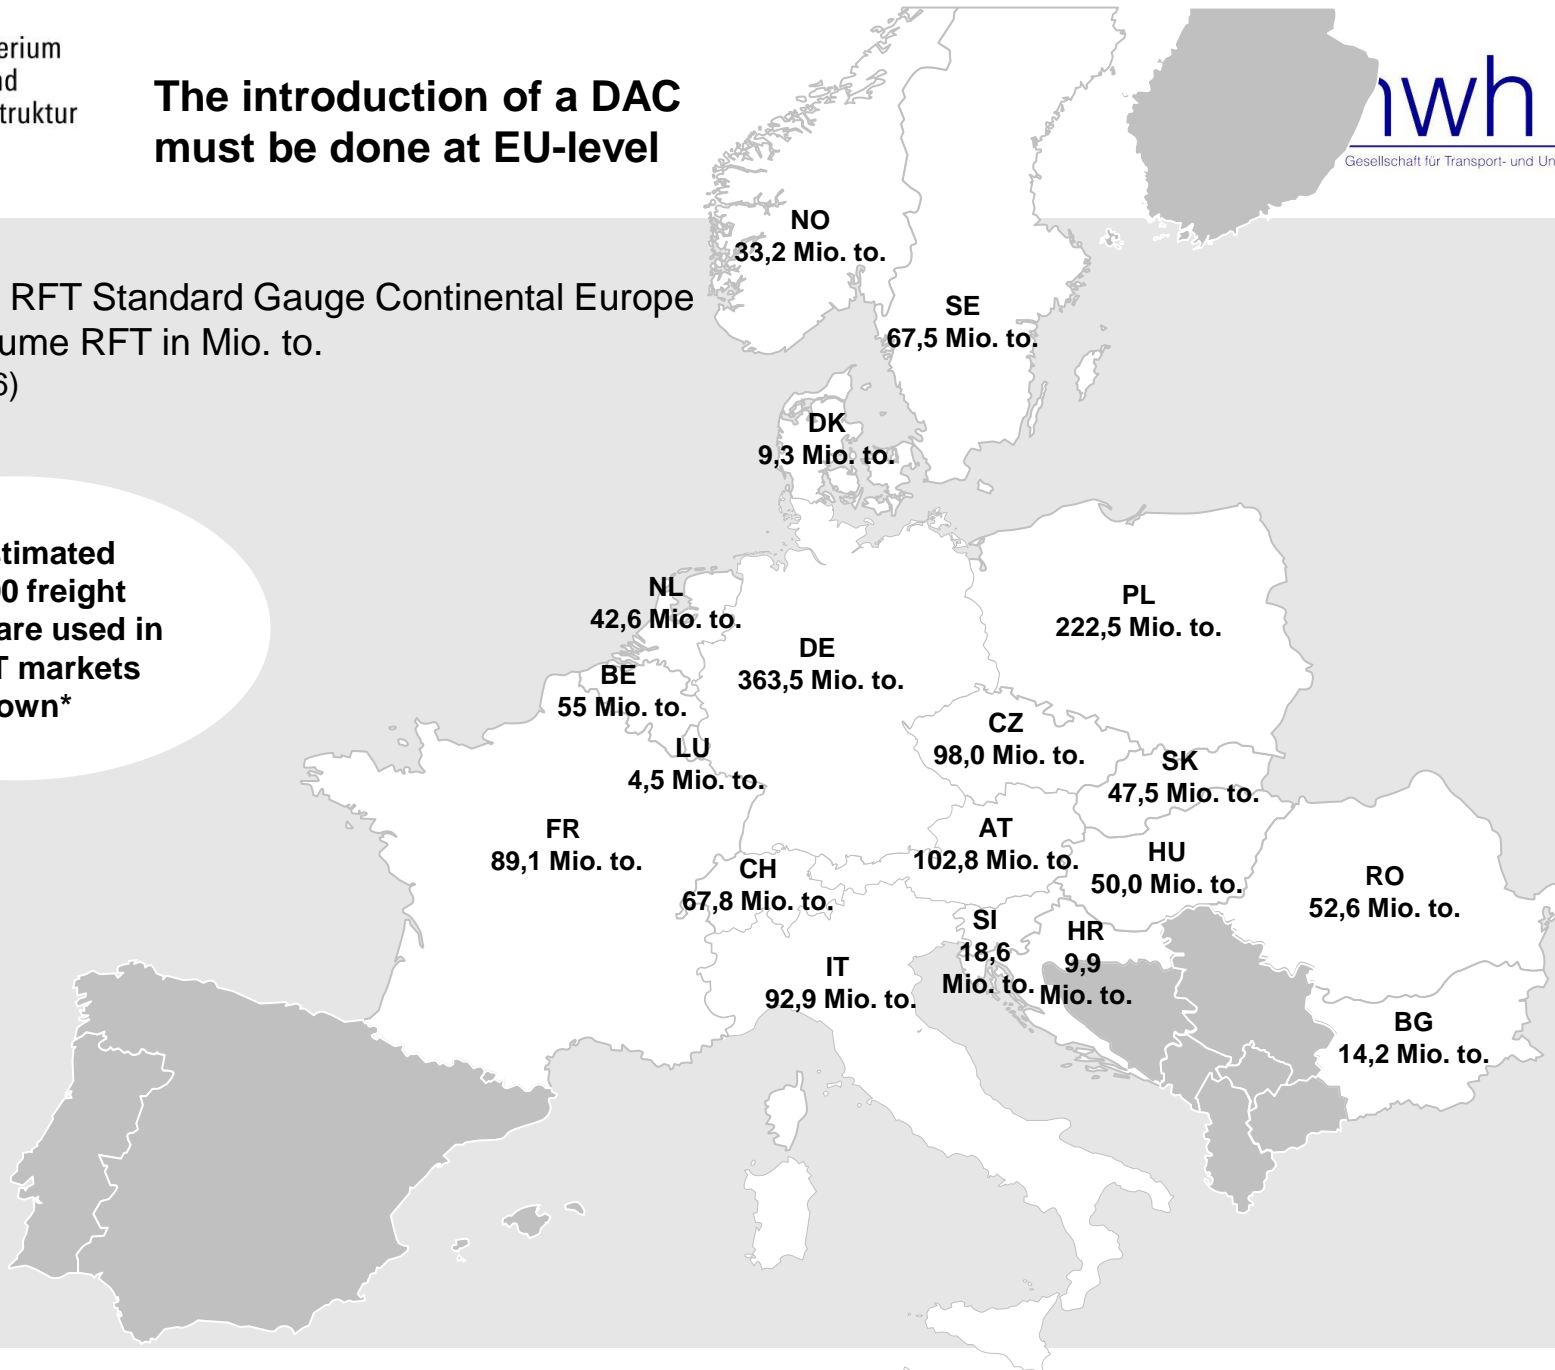 erium
nd
truktur
The introduction of a DAC
must be done at EU-level
nwh
Gesellschaft für Transport- und Un
RFT Standard Gauge Continental Europe
ume RFT in Mio. to.
6)
timated
00 freight
are used in
T markets
own*
NO
33,2 Mio. to.
SE
67,5 Mio. to.
DK
9,3 Mio. to.
NL
42,6 Mio. to.
PL
222,5 Mio. to.
DE
363,5 Mio. to.
BE
55 Mio. to.
CZ
98,0 Mio. to.
LU
4,5 Mio. to.
SK
47,5 Mio. to.
FR
89,1 Mio. to.
AT
102,8 Mio. to.
HU
50,0 Mio. to.
CH
67,8 Mio. to.
RO
52,6 Mio. to.
SI
18,6
Mio. to.
HR
9,9
Mio. to.
IT
92,9 Mio. to.
BG
14,2 Mio. to.